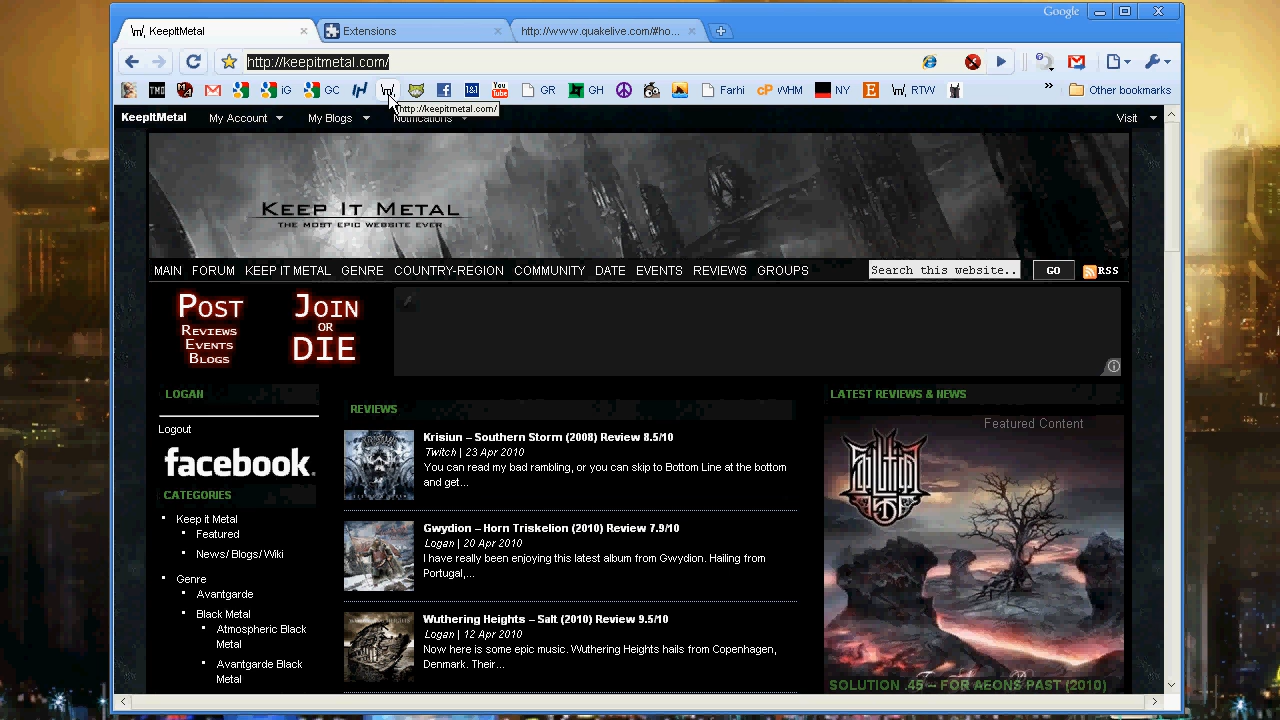 Google
\m/, KeepItMetal
Extensions
http://www.quakelive.com/#ho...
http://keepitmetal.com/
TMD
iG
GC
1&1
You Tube
GR
GH
Farhi
cP WHM
NY
E
\m/, RTW
»
Other bookmarks
http://keepitmetal.com/
KeepItMetal
My Account
My Blogs
Notifications
Visit
Keep It Metal
The Most Epic Website Ever
MAIN FORUM KEEP IT METAL GENRE COUNTRY-REGION COMMUNITY DATE EVENTS REVIEWS GROUPS
Search this website..
GO
RSS
Post
Reviews
Events
Blogs
Join
or
DIE
LOGAN
Logout
facebook.
CATEGORIES
Keep it Metal
Featured
News/Blogs/Wiki
Genre
Avantgarde
Black Metal
Atmospheric Black
Metal
Avantgarde Black
Metal
REVIEWS
Krisiun – Southern Storm (2008) Review 8.5/10
Twitch | 23 Apr 2010
You can read my bad rambling, or you can skip to Bottom Line at the bottom
and get...
Gwydion – Horn Triskelion (2010) Review 7.9/10
Logan | 20 Apr 2010
I have really been enjoying this latest album from Gwydion. Hailing from
Portugal,...
Wuthering Heights – Salt (2010) Review 9.5/10
Logan | 12 Apr 2010
Now here is some epic music. Wuthering Heights hails from Copenhagen,
Denmark. Their...
LATEST REVIEWS & NEWS
Featured Content
SOLUTION .45 – FOR AEONS PAST (2010)